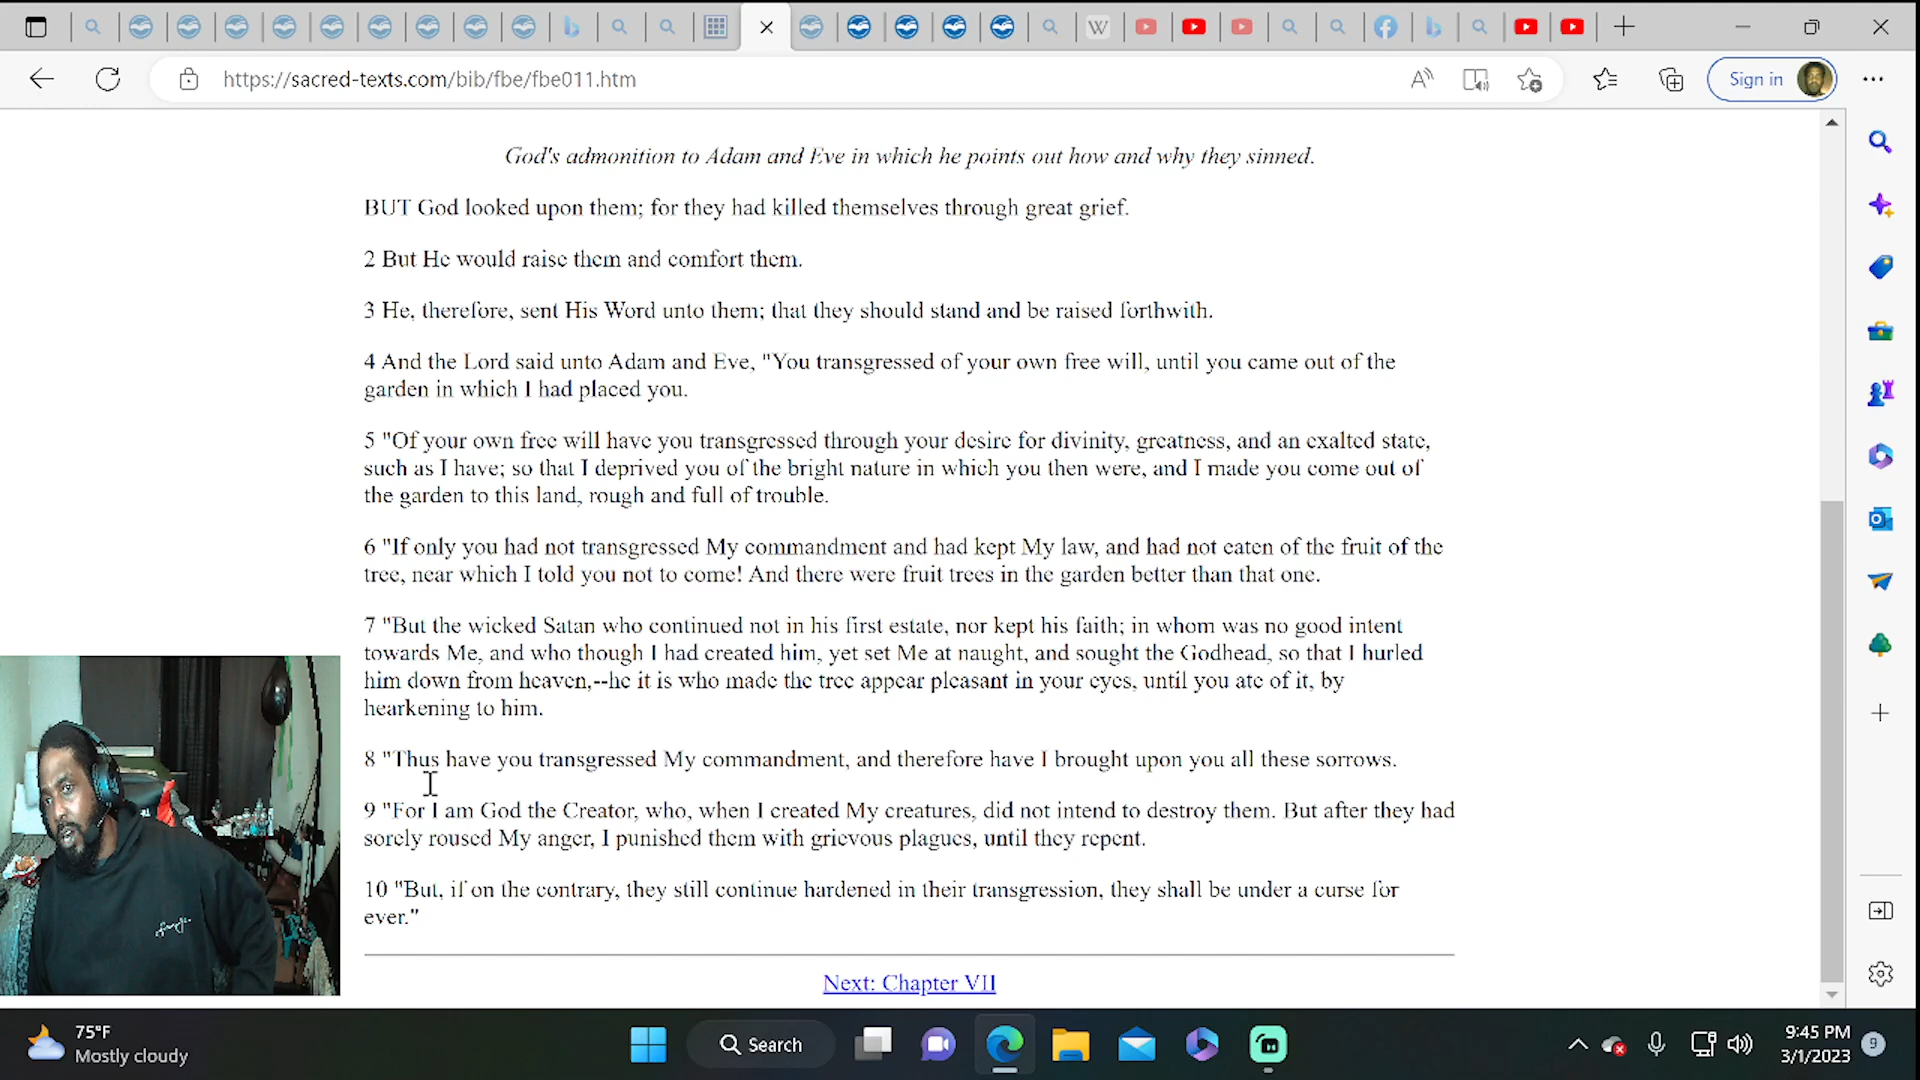 https://sacred-texts.com/bib/fbe/fbe011.htm
Sign in
God's admonition to Adam and Eve in which he points out how and why they sinned.
BUT God looked upon them; for they had killed themselves through great grief.
2 But He would raise them and comfort them.
3 He, therefore, sent His Word unto them; that they should stand and be raised forthwith.
4 And the Lord said unto Adam and Eve, "You transgressed of your own free will, until you came out of the
garden in which I had placed you.
5 "Of your own free will have you transgressed through your desire for divinity, greatness, and an exalted state,
such as I have; so that I deprived you of the bright nature in which you then were, and I made you come out of
the garden to this land, rough and full of trouble.
6 "If only you had not transgressed My commandment and had kept My law, and had not eaten of the fruit of the
tree, near which I told you not to come! And there were fruit trees in the garden better than that one.
7 "But the wicked Satan who continued not in his first estate, nor kept his faith; in whom was no good intent
towards Me, and who though I had created him, yet set Me at naught, and sought the Godhead, so that I hurled
him down from heaven,--he it is who made the tree appear pleasant in your eyes, until you ate of it, by
hearkening to him.
8 "Thus have you transgressed My commandment, and therefore have I brought upon you all these sorrows.
9 "For I am God the Creator, who, when I created My creatures, did not intend to destroy them. But after they had
sorely roused My anger, I punished them with grievous plagues, until they repent.
10 "But, if on the contrary, they still continue hardened in their transgression, they shall be under a curse for
ever."
Next: Chapter VII
75°F
Mostly cloudy
Search
9:45 PM
3/1/2023
9